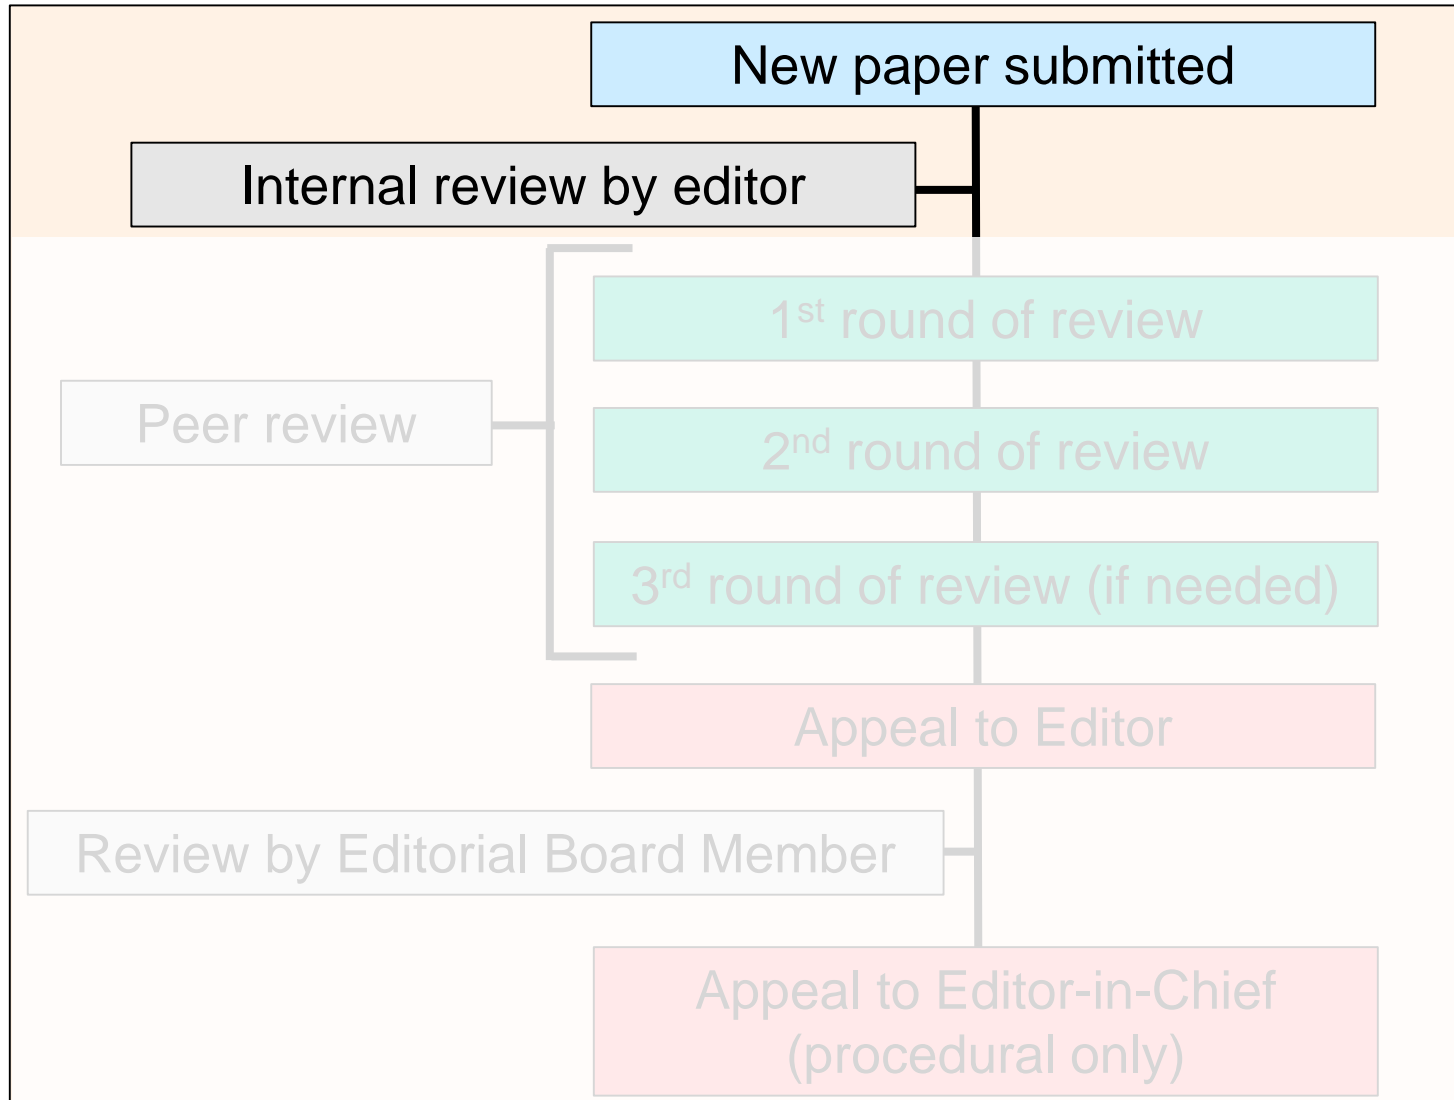 New paper submitted
Internal review by editor
1st round of review
Peer review
2nd round of review
3rd round of review (if needed)
Appeal to Editor
Review by Editorial Board Member
Appeal to Editor-in-Chief
(procedural only)